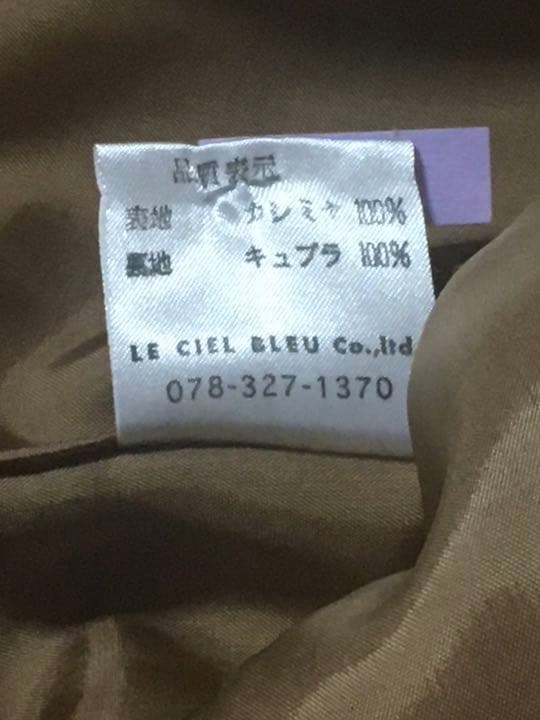 品質表示
表地 カシミヤ 100%
裏地 キュプラ 100%
LE CIEL BLEU Co.,ltd
078-327-1370